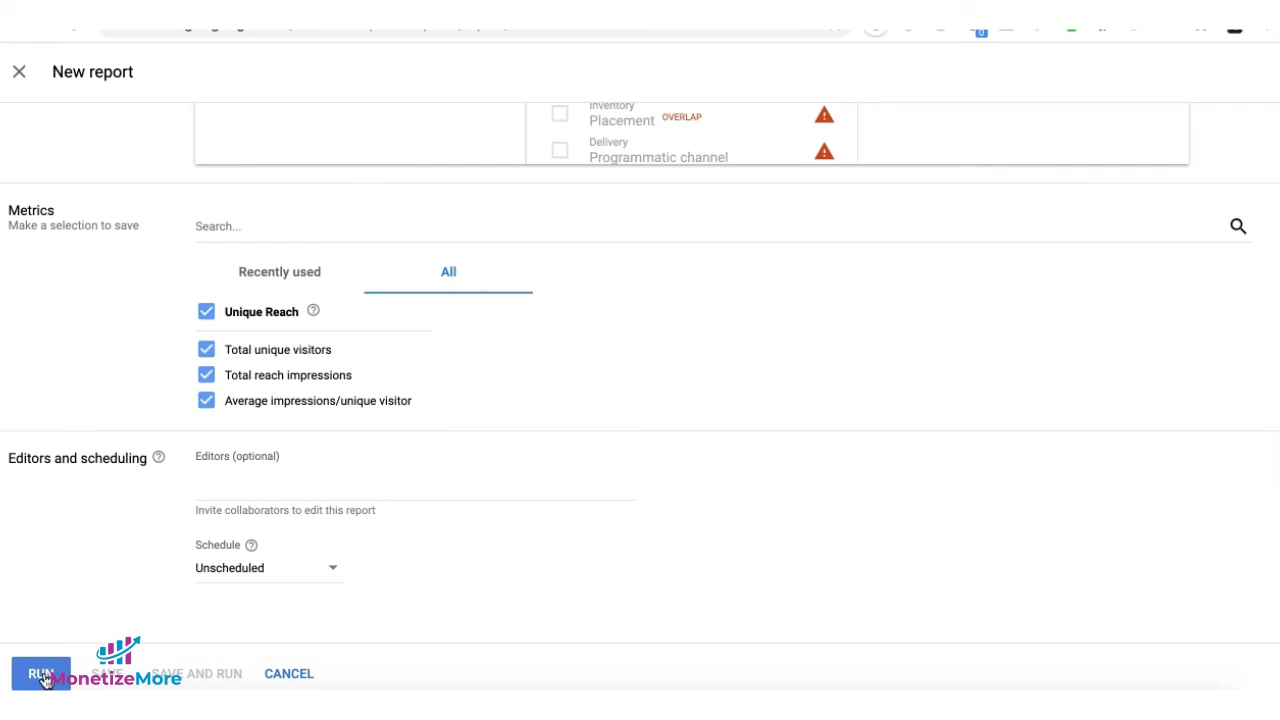 New report
Inventory
Placement OVERLAP
Delivery
Programmatic channel
Metrics
Make a selection to save
Search...
Recently used
All
Unique Reach
Total unique visitors
Total reach impressions
Average impressions/unique visitor
Editors and scheduling
Editors (optional)
Invite collaborators to edit this report
Schedule
Unscheduled
RUN SAVE SAVE AND RUN CANCEL
MonetizeMore